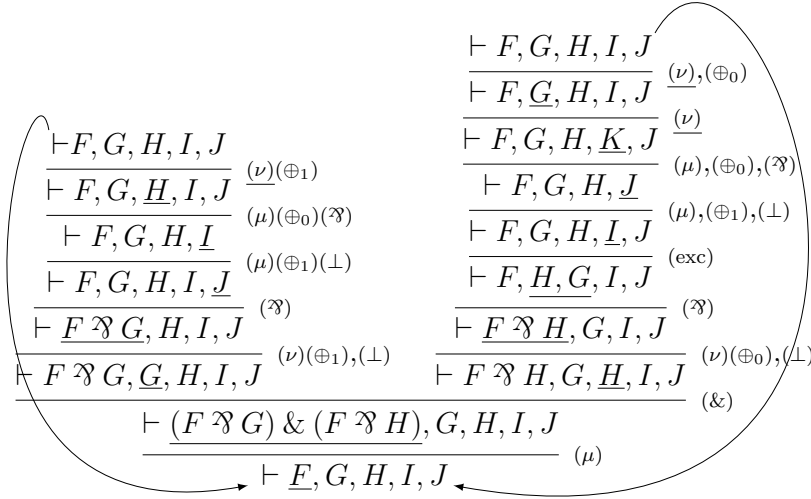 ⊢ F, G, H, I, J
(ν),(⊕₀)
⊢ F, G, H, I, J
(ν)
⊢ F, G, H, K, J
(μ),(⊕₀),(⅋)
⊢ F, G, H, J
(μ),(⊕₁),(⊥)
⊢ F, G, H, I, J
(exc)
⊢ F, H, G, I, J
(⅋)
⊢ F ⅋ H, G, I, J
(ν)(⊕₀),(⊥)
⊢ F ⅋ H, G, H, I, J
⊢F, G, H, I, J
(ν)(⊕₁)
⊢ F, G, H, I, J
(μ)(⊕₀)(⅋)
⊢ F, G, H, I
(μ)(⊕₁)(⊥)
⊢ F, G, H, I, J
(⅋)
⊢ F ⅋ G, H, I, J
(ν)(⊕₁),(⊥)
⊢ F ⅋ G, G, H, I, J
(&)
⊢ (F ⅋ G) & (F ⅋ H), G, H, I, J
(μ)
⊢ F, G, H, I, J